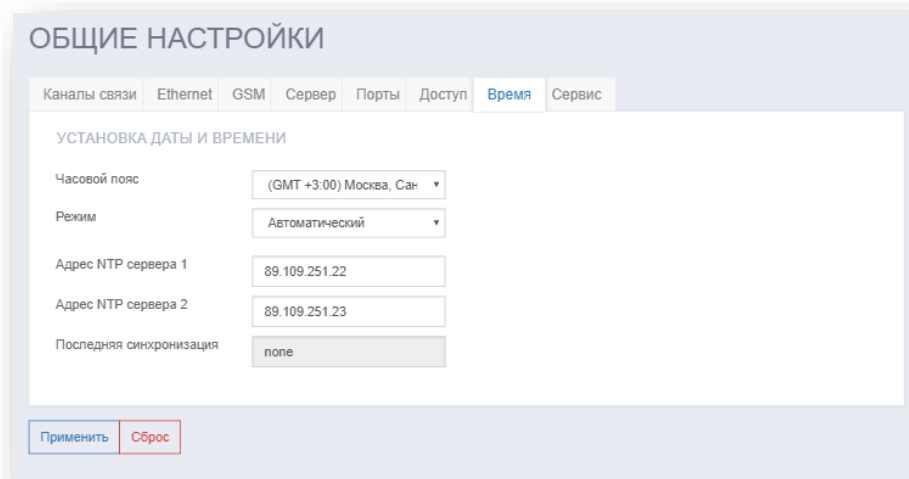 ОБЩИЕ НАСТРОЙКИ
Каналы связи Ethernet GSM Сервер Порты Доступ Время Сервис
УСТАНОВКА ДАТЫ И ВРЕМЕНИ
Часовой пояс (GMT +3:00) Москва, Сан
Режим Автоматический
Адрес NTP сервера 1 89.109.251.22
Адрес NTP сервера 2 89.109.251.23
Последняя синхронизация none
Применить Сброс